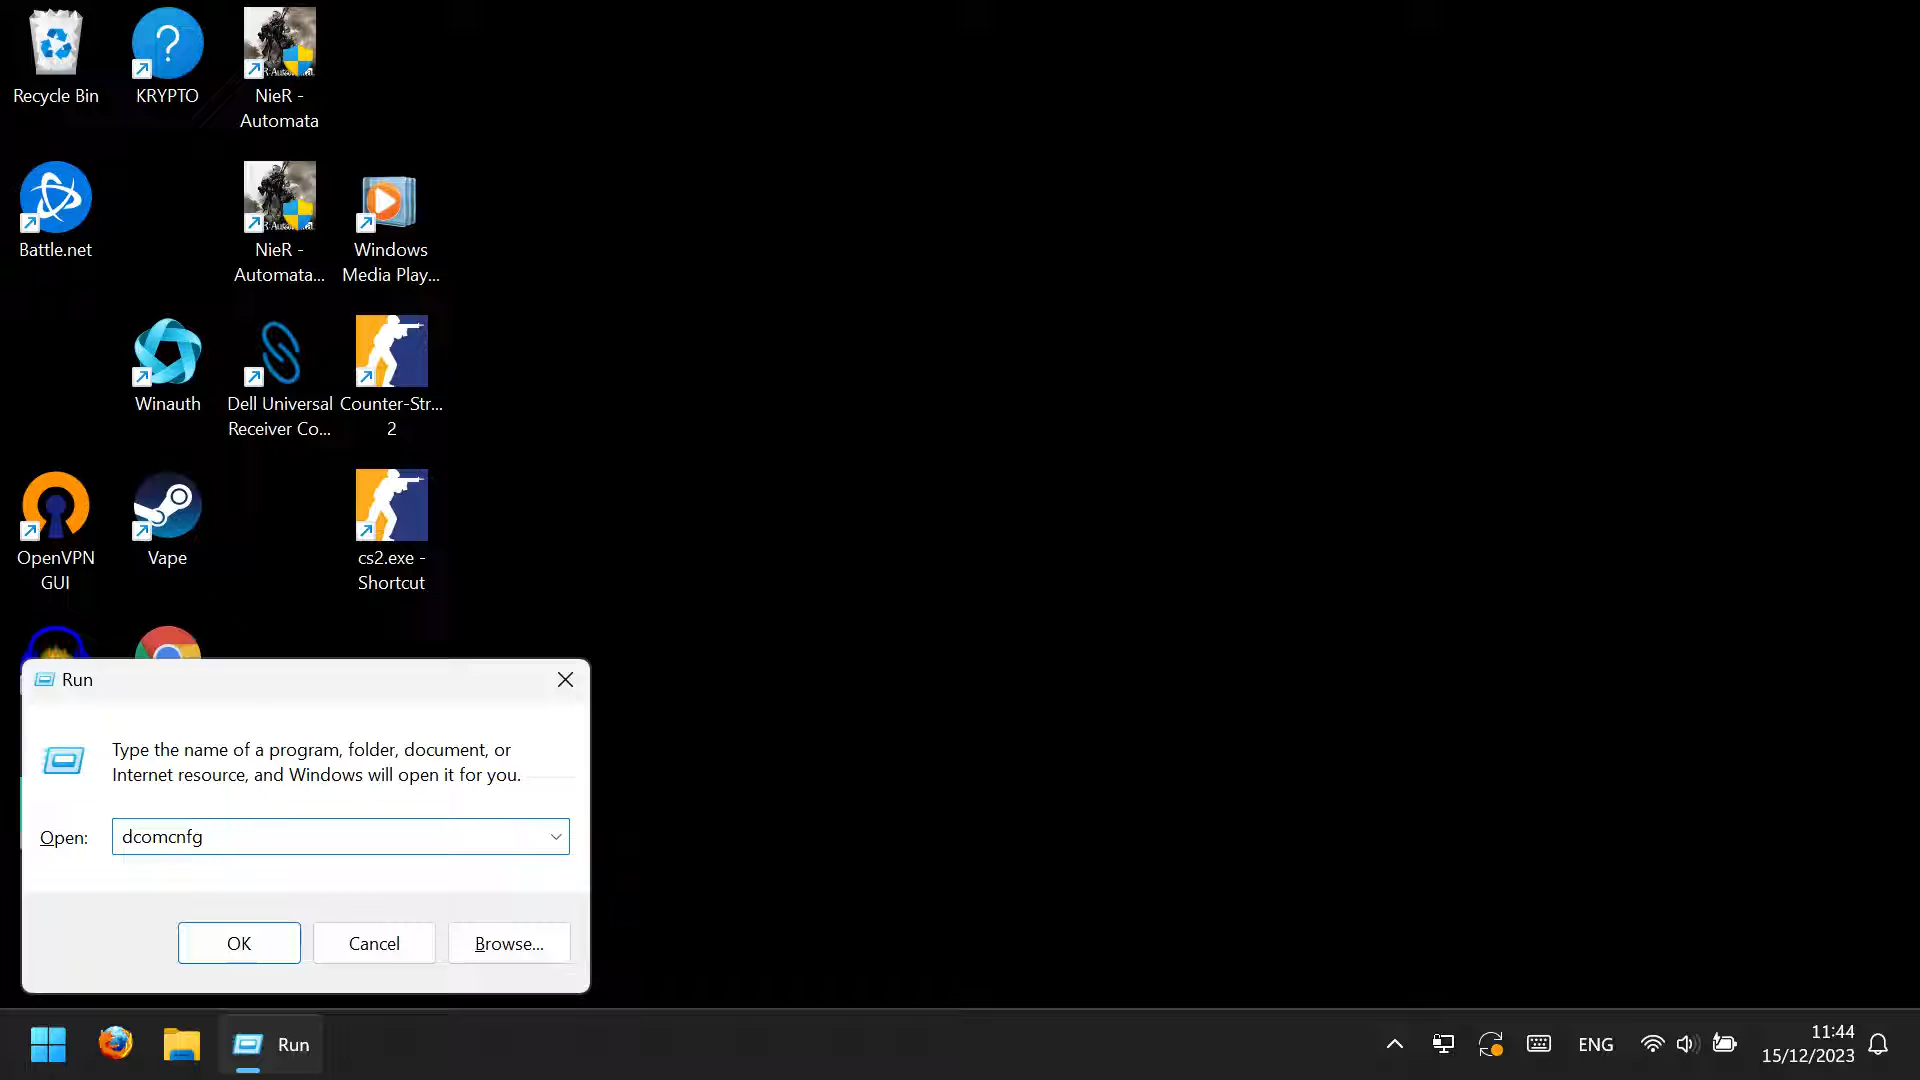 Recycle Bin
KRYPTO
NieR -
Automata
Battle.net
NieR -
Automata...
Windows
Media Play...
Winauth
Dell Universal
Receiver Co...
Counter-Str...
2
OpenVPN
GUI
Vape
cs2.exe -
Shortcut
Run
Type the name of a program, folder, document, or
Internet resource, and Windows will open it for you.
Open:
dcomcnfg
OK
Cancel
Browse...
Run
ENG
11:44
15/12/2023